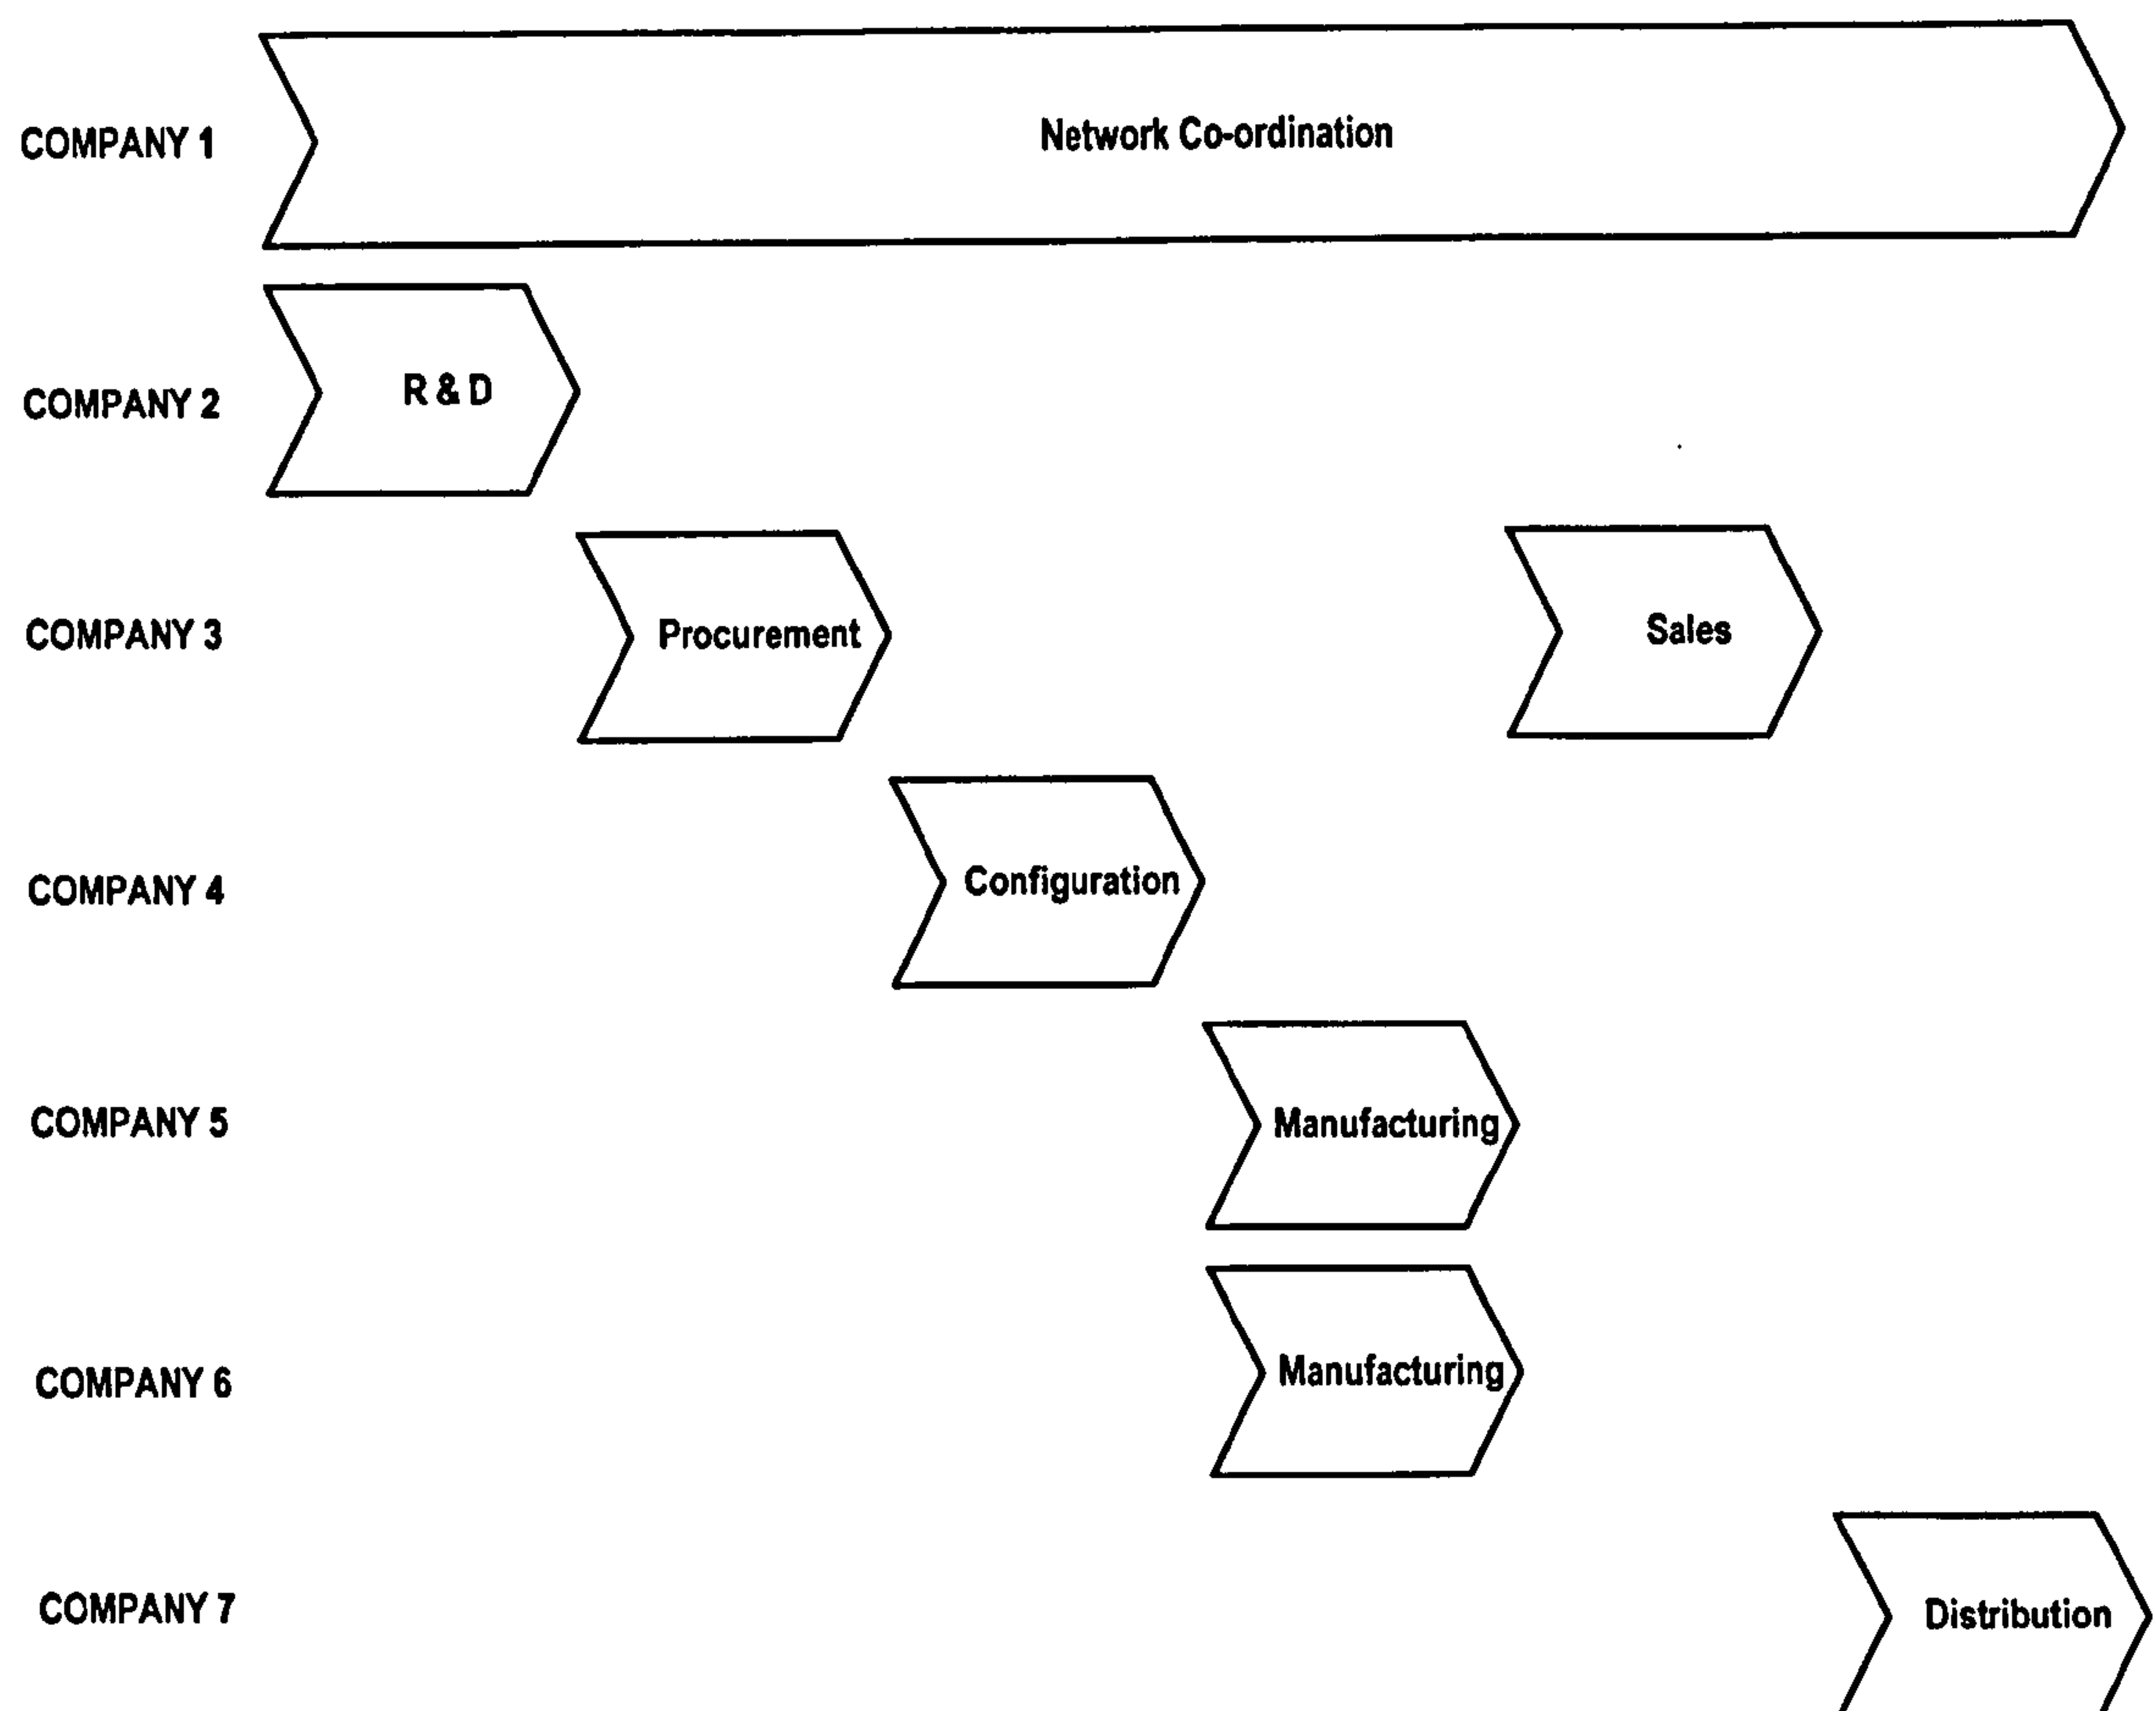 COMPANY 1
Network Co-ordination
COMPANY 2
R & D
COMPANY 3
Procurement
Sales
COMPANY 4
Configuration
COMPANY 5
Manufacturing
COMPANY 6
Manufacturing
COMPANY 7
Distribution